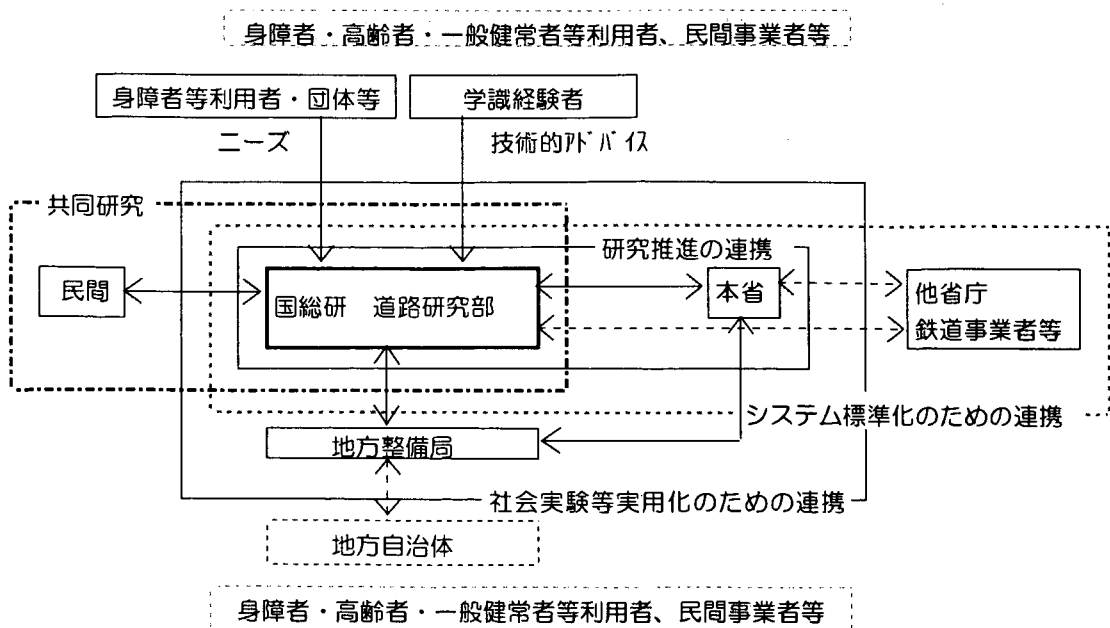 身障者・高齢者・一般健常者等利用者、民間事業者等
身障者等利用者・団体等
学識経験者
ニーズ
技術的ｱﾄﾞﾊﾞｲｽ
共同研究
研究推進の連携
民間
国総研　道路研究部
本省
他省庁
鉄道事業者等
システム標準化のための連携
地方整備局
社会実験等実用化のための連携
地方自治体
身障者・高齢者・一般健常者等利用者、民間事業者等